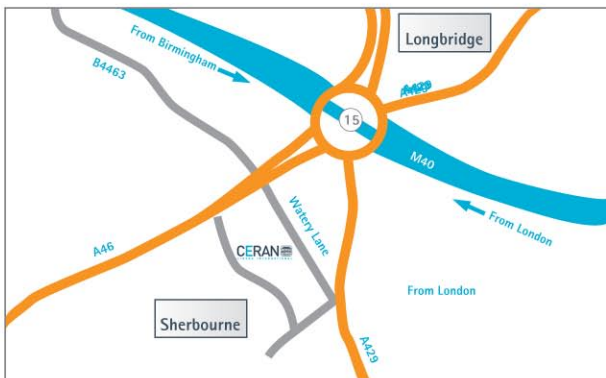 Longbridge
From Birmingham
B4463
A429
15
M40
From London
Watery Lane
A46
CERAN
From London
Sherbourne
A429